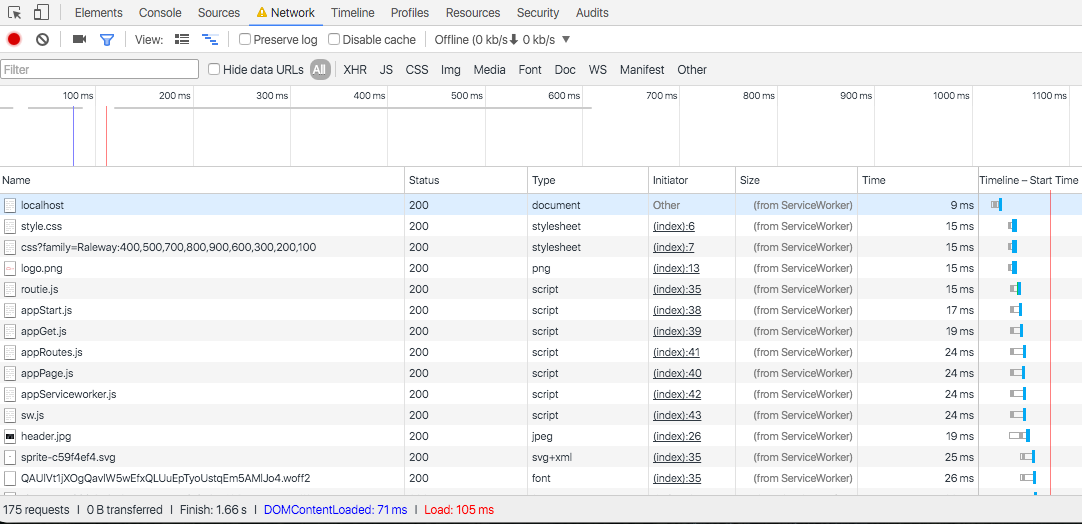 Elements Console Sources Network Timeline Profiles Resources Security Audits
View: Preserve log Disable cache Offline (0 kb/s 0 kb/s
Filter Hide data URLs All XHR JS CSS Img Media Font Doc WS Manifest Other
100 ms 200 ms 300 ms 400 ms 500 ms 600 ms 700 ms 800 ms 900 ms 1000 ms 1100 ms
Name Status Type Initiator Size Time Timeline – Start Time
localhost 200 document Other (from ServiceWorker) 9 ms
style.css 200 stylesheet (index):6 (from ServiceWorker) 15 ms
css?family=Raleway:400,500,700,800,900,600,300,200,100 200 stylesheet (index):7 (from ServiceWorker) 15 ms
logo.png 200 png (index):13 (from ServiceWorker) 15 ms
routie.js 200 script (index):35 (from ServiceWorker) 15 ms
appStart.js 200 script (index):38 (from ServiceWorker) 17 ms
appGet.js 200 script (index):39 (from ServiceWorker) 19 ms
appRoutes.js 200 script (index):41 (from ServiceWorker) 24 ms
appPage.js 200 script (index):40 (from ServiceWorker) 24 ms
appServiceworker.js 200 script (index):42 (from ServiceWorker) 24 ms
sw.js 200 script (index):43 (from ServiceWorker) 24 ms
header.jpg 200 jpeg (index):26 (from ServiceWorker) 19 ms
sprite-c59f4ef4.svg 200 svg+xml (index):35 (from ServiceWorker) 25 ms
QAUlVt1jXOgQavlW5wEfxQLUuEpTyoUstqEm5AMlJo4.woff2 200 font (index):35 (from ServiceWorker) 26 ms
175 requests | 0 B transferred | Finish: 1.66 s | DOMContentLoaded: 71 ms | Load: 105 ms